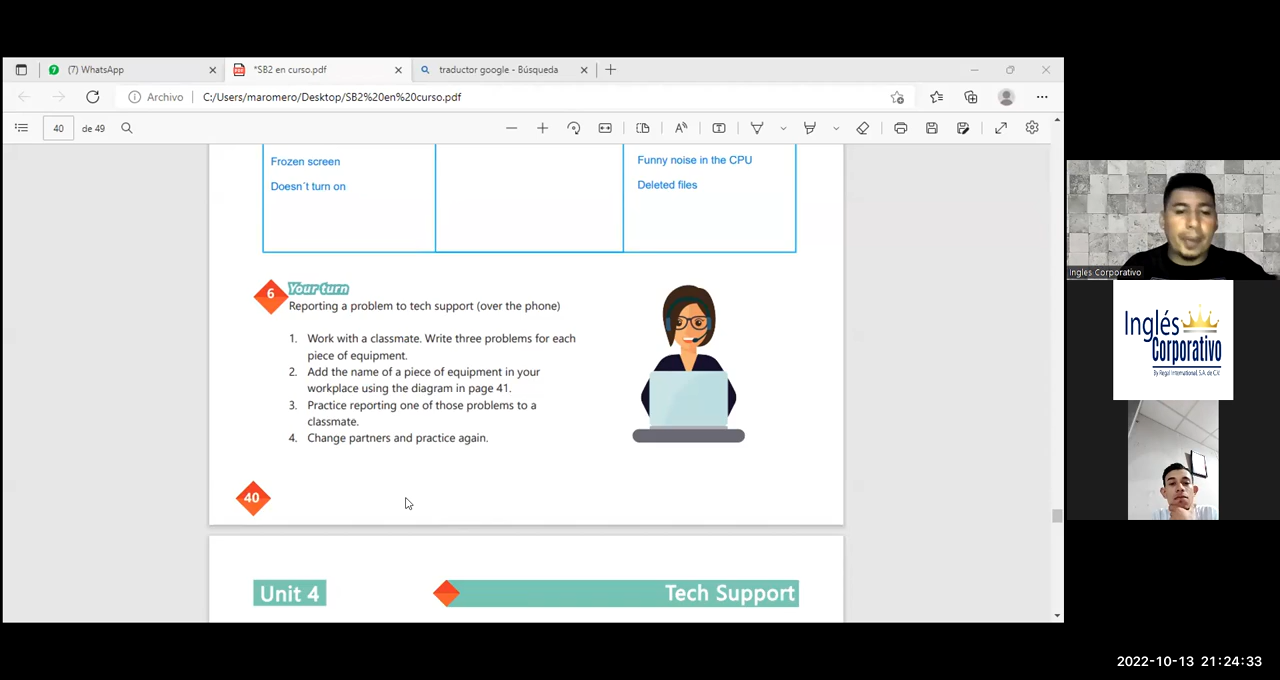 (7) WhatsApp
*SB2 en curso.pdf
traductor google - Búsqueda
Archivo
C:/Users/maromero/Desktop/SB2%20en%20curso.pdf
40
de 49
Frozen screen
Doesn´t turn on
Funny noise in the CPU
Deleted files
6
Your turn
Reporting a problem to tech support (over the phone)
1. Work with a classmate. Write three problems for each
piece of equipment.
2. Add the name of a piece of equipment in your
workplace using the diagram in page 41.
3. Practice reporting one of those problems to a
classmate.
4. Change partners and practice again.
40
Unit 4
Tech Support
Ingles Corporativo
Inglés
Corporativo
By Regal International, S.A. de C.V.
2022-10-13 21:24:33